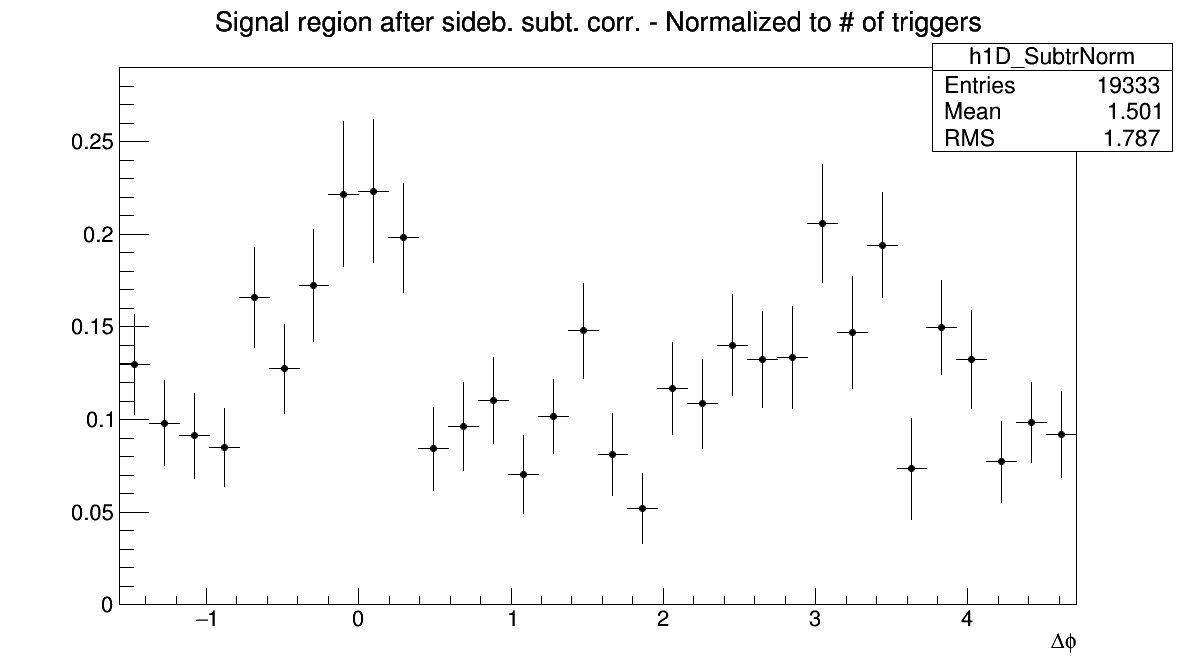 Signal region after sideb. subt. corr. - Normalized to # of triggers
h1D_SubtrNorm
Entries 19333
Mean 1.501
RMS 1.787
0.25
0.2
0.15
0.1
0.05
0
−1 0 1 2 3 4
Δϕ